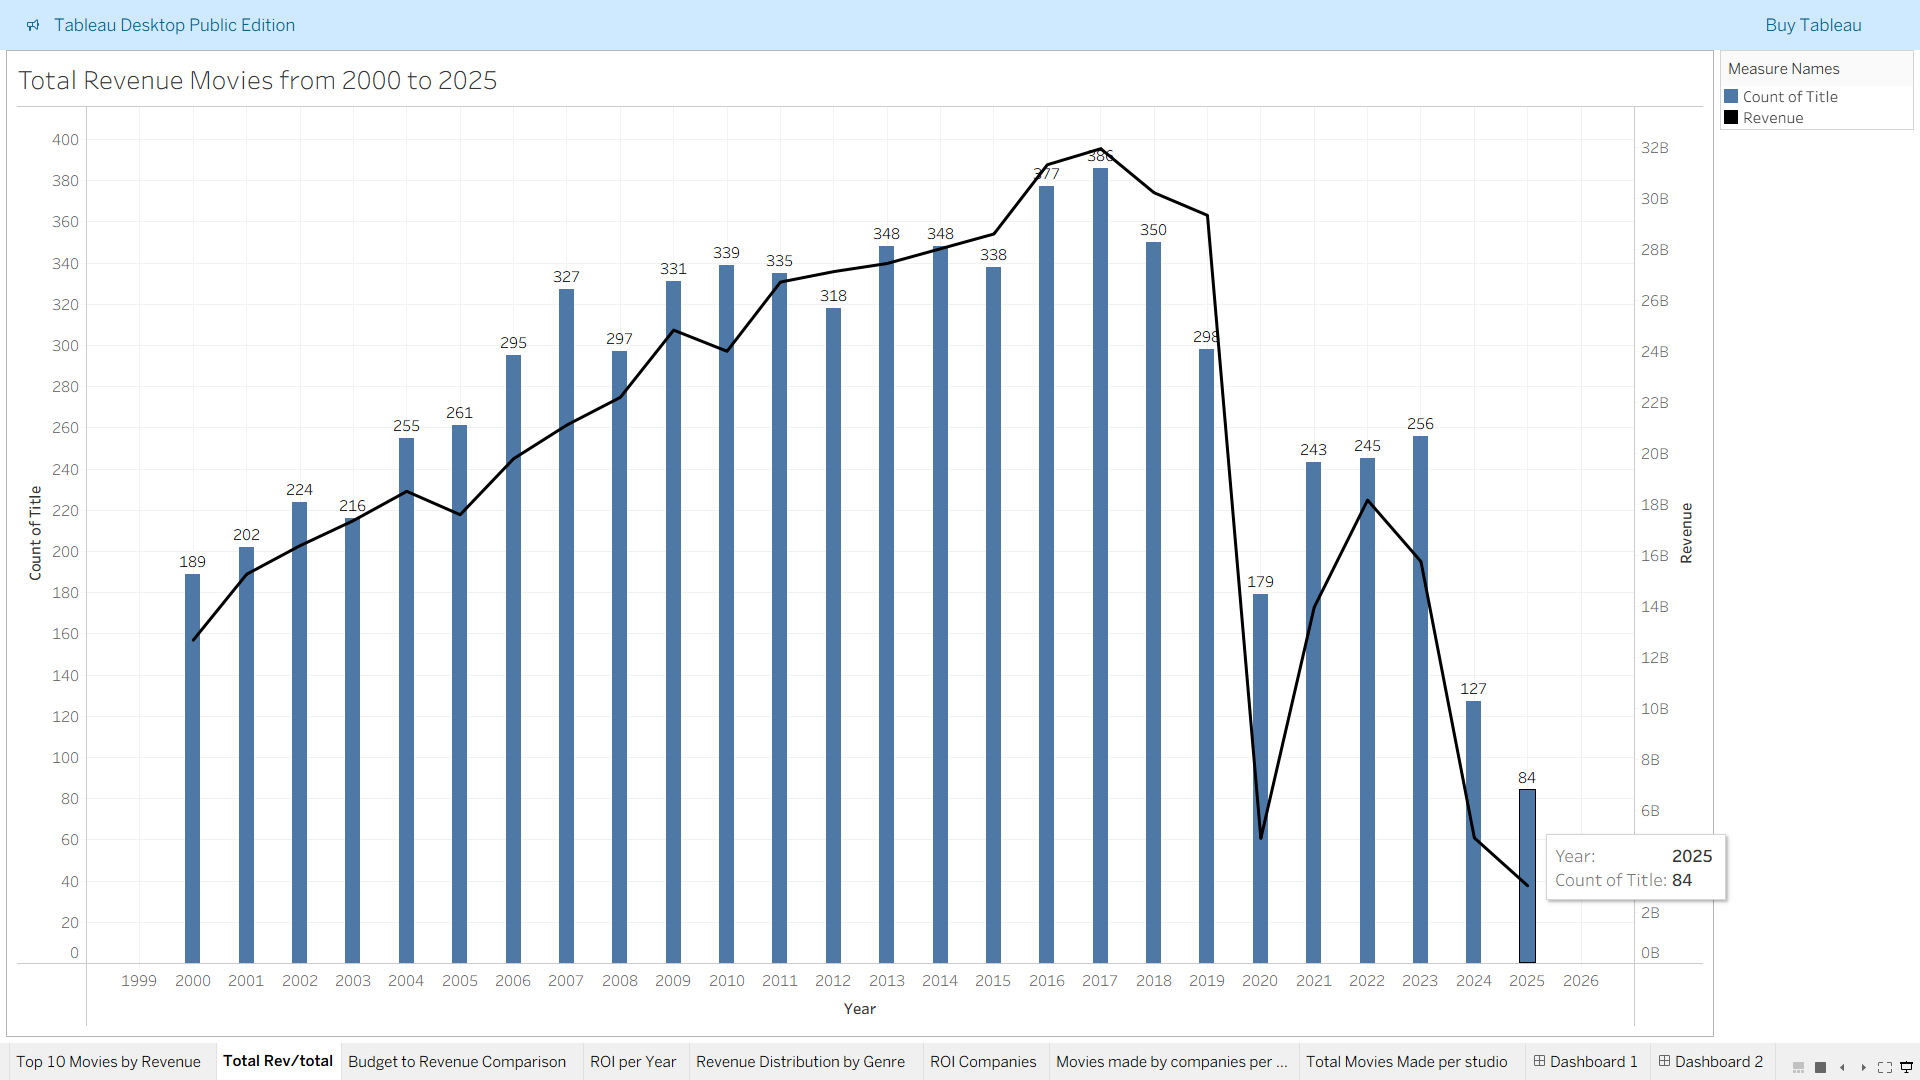 Tableau Desktop Public Edition
Buy Tableau
Total Revenue Movies from 2000 to 2025
Measure Names
Count of Title
Revenue
400
380
360
340
320
300
280
260
240
220
200
180
160
140
120
100
80
60
40
20
0
Count of Title
189
202
224
216
255
261
295
327
297
331
339
335
318
348
348
338
377
386
350
298
179
243
245
256
127
84
32B
30B
28B
26B
24B
22B
20B
18B
16B
14B
12B
10B
8B
6B
2B
0B
Revenue
Year: 2025
Count of Title: 84
1999 2000 2001 2002 2003 2004 2005 2006 2007 2008 2009 2010 2011 2012 2013 2014 2015 2016 2017 2018 2019 2020 2021 2022 2023 2024 2025 2026
Year
Top 10 Movies by Revenue Total Rev/total Budget to Revenue Comparison ROI per Year Revenue Distribution by Genre ROI Companies Movies made by companies per ... Total Movies Made per studio Dashboard 1 Dashboard 2